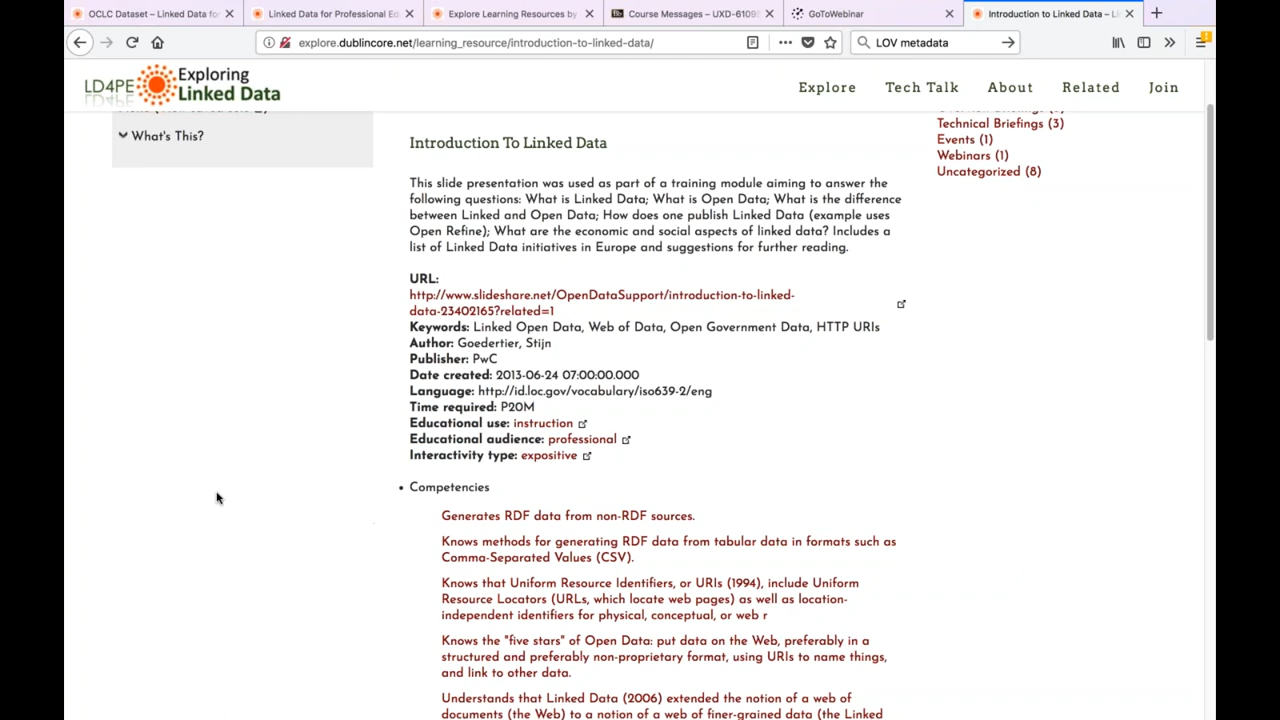 OCLC Dataset – Linked Data for
Linked Data for Professional Ed
Explore Learning Resources by
Bb Course Messages – UXD-6109
GoToWebinar
Introduction to Linked Data – L
explore.dublincore.net/learning_resource/introduction-to-linked-data/
LOV metadata
LD4PE Exploring
Linked Data
Explore Tech Talk About Related Join
What's This?
Technical Briefings (3)
Events (1)
Webinars (1)
Uncategorized (8)
Introduction To Linked Data
This slide presentation was used as part of a training module aiming to answer the
following questions: What is Linked Data; What is Open Data; What is the difference
between Linked and Open Data; How does one publish Linked Data (example uses
Open Refine); What are the economic and social aspects of linked data? Includes a
list of Linked Data initiatives in Europe and suggestions for further reading.
URL:
http://www.slideshare.net/OpenDataSupport/introduction-to-linked-
data-23402165?related=1
Keywords: Linked Open Data, Web of Data, Open Government Data, HTTP URIs
Author: Goedertier, Stijn
Publisher: PwC
Date created: 2013-06-24 07:00:00.000
Language: http://id.loc.gov/vocabulary/iso639-2/eng
Time required: P20M
Educational use: instruction
Educational audience: professional
Interactivity type: expositive
• Competencies
Generates RDF data from non-RDF sources.
Knows methods for generating RDF data from tabular data in formats such as
Comma-Separated Values (CSV).
Knows that Uniform Resource Identifiers, or URIs (1994), include Uniform
Resource Locators (URLs, which locate web pages) as well as location-
independent identifiers for physical, conceptual, or web r
Knows the "five stars" of Open Data: put data on the Web, preferably in a
structured and preferably non-proprietary format, using URIs to name things,
and link to other data.
Understands that Linked Data (2006) extended the notion of a web of
documents (the Web) to a notion of a web of finer-grained data (the Linked